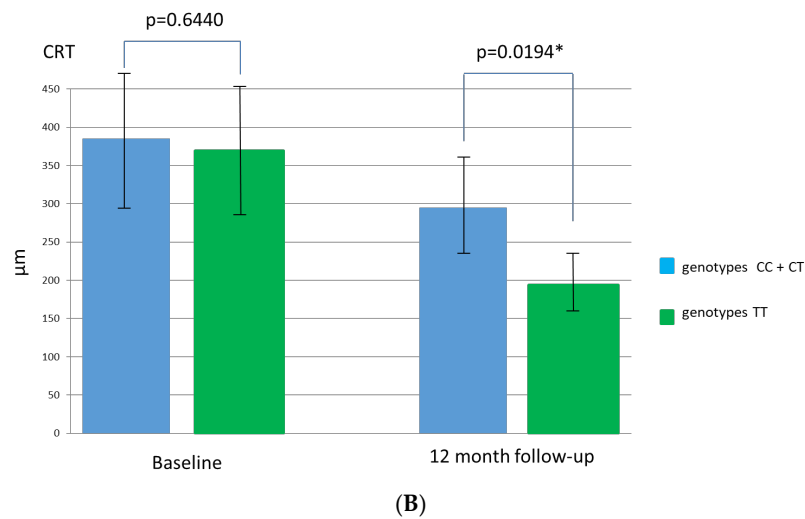 p=0.6440
CRT
p=0.0194*
450
400
350
300
250
200
150
100
50
0
µm
genotypes CC + CT
genotypes TT
Baseline
12 month follow-up
(B)